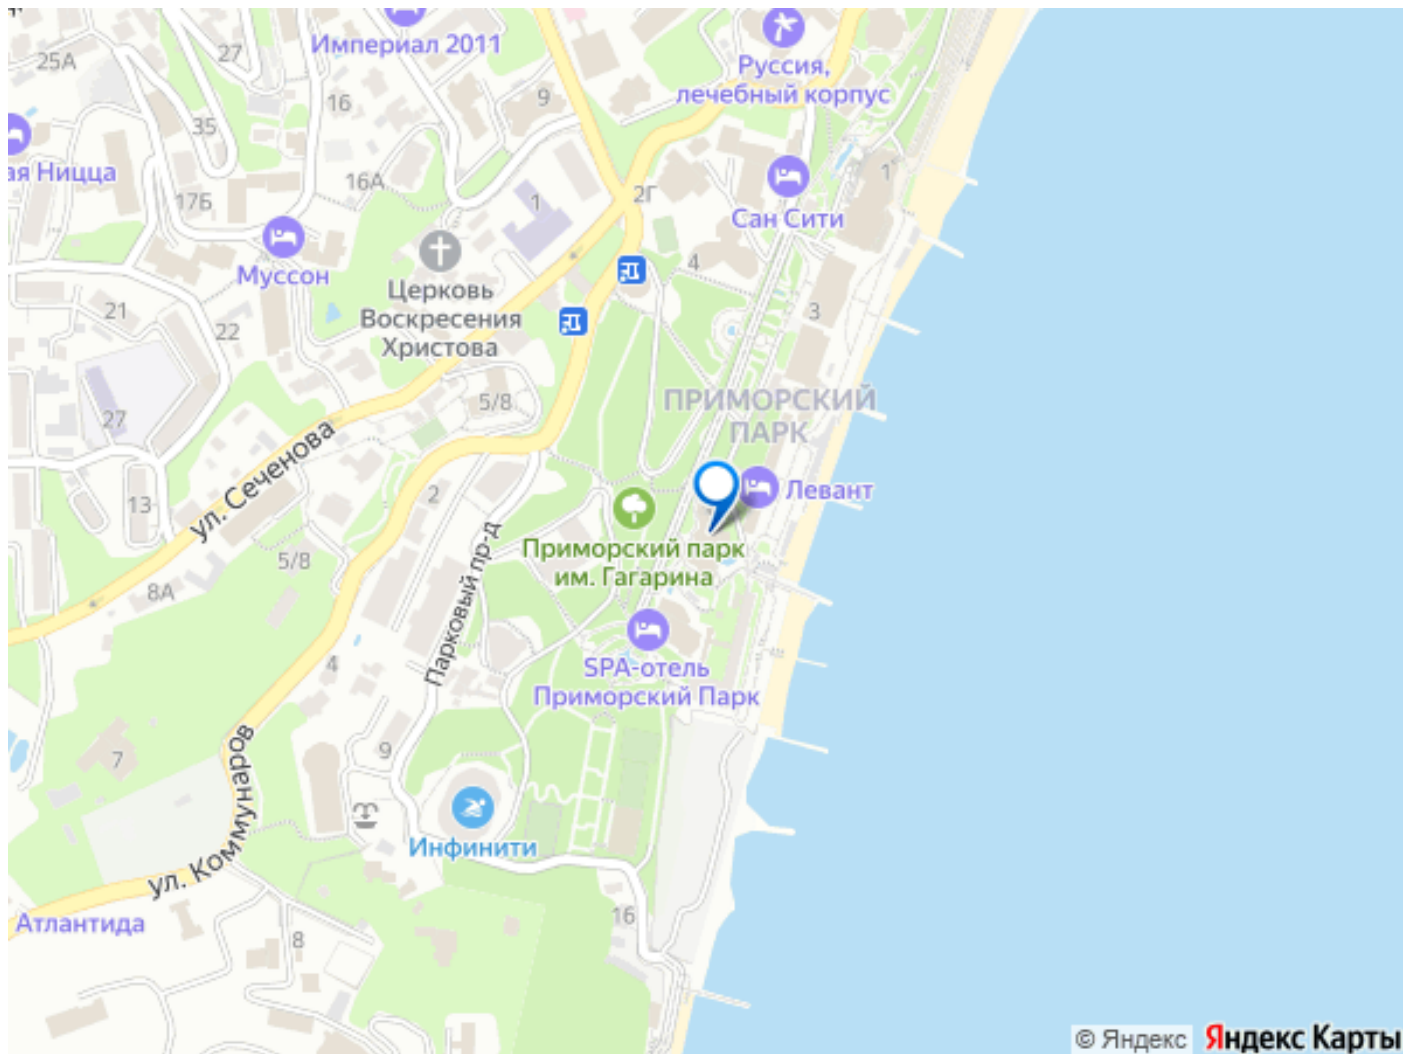 Империал 2011
25А
27
Руссия,
лечебный корпус
9
16
35
ая Ницца
16А
1
17Б
1
2Г
Сан Сити
Муссон
Церковь
Воскресения
Христова
4
21
22
3
ПРИМОРСКИЙ
ПАРК
5/8
27
ул. Сеченова
Левант
2
13
Приморский парк
им. Гагарина
5/8
8А
Парковый пр-д
SPA-отель
Приморский Парк
4
7
9
ул. Коммунаров
Инфинити
16
Атлантида
8
© Яндекс Яндекс Карты